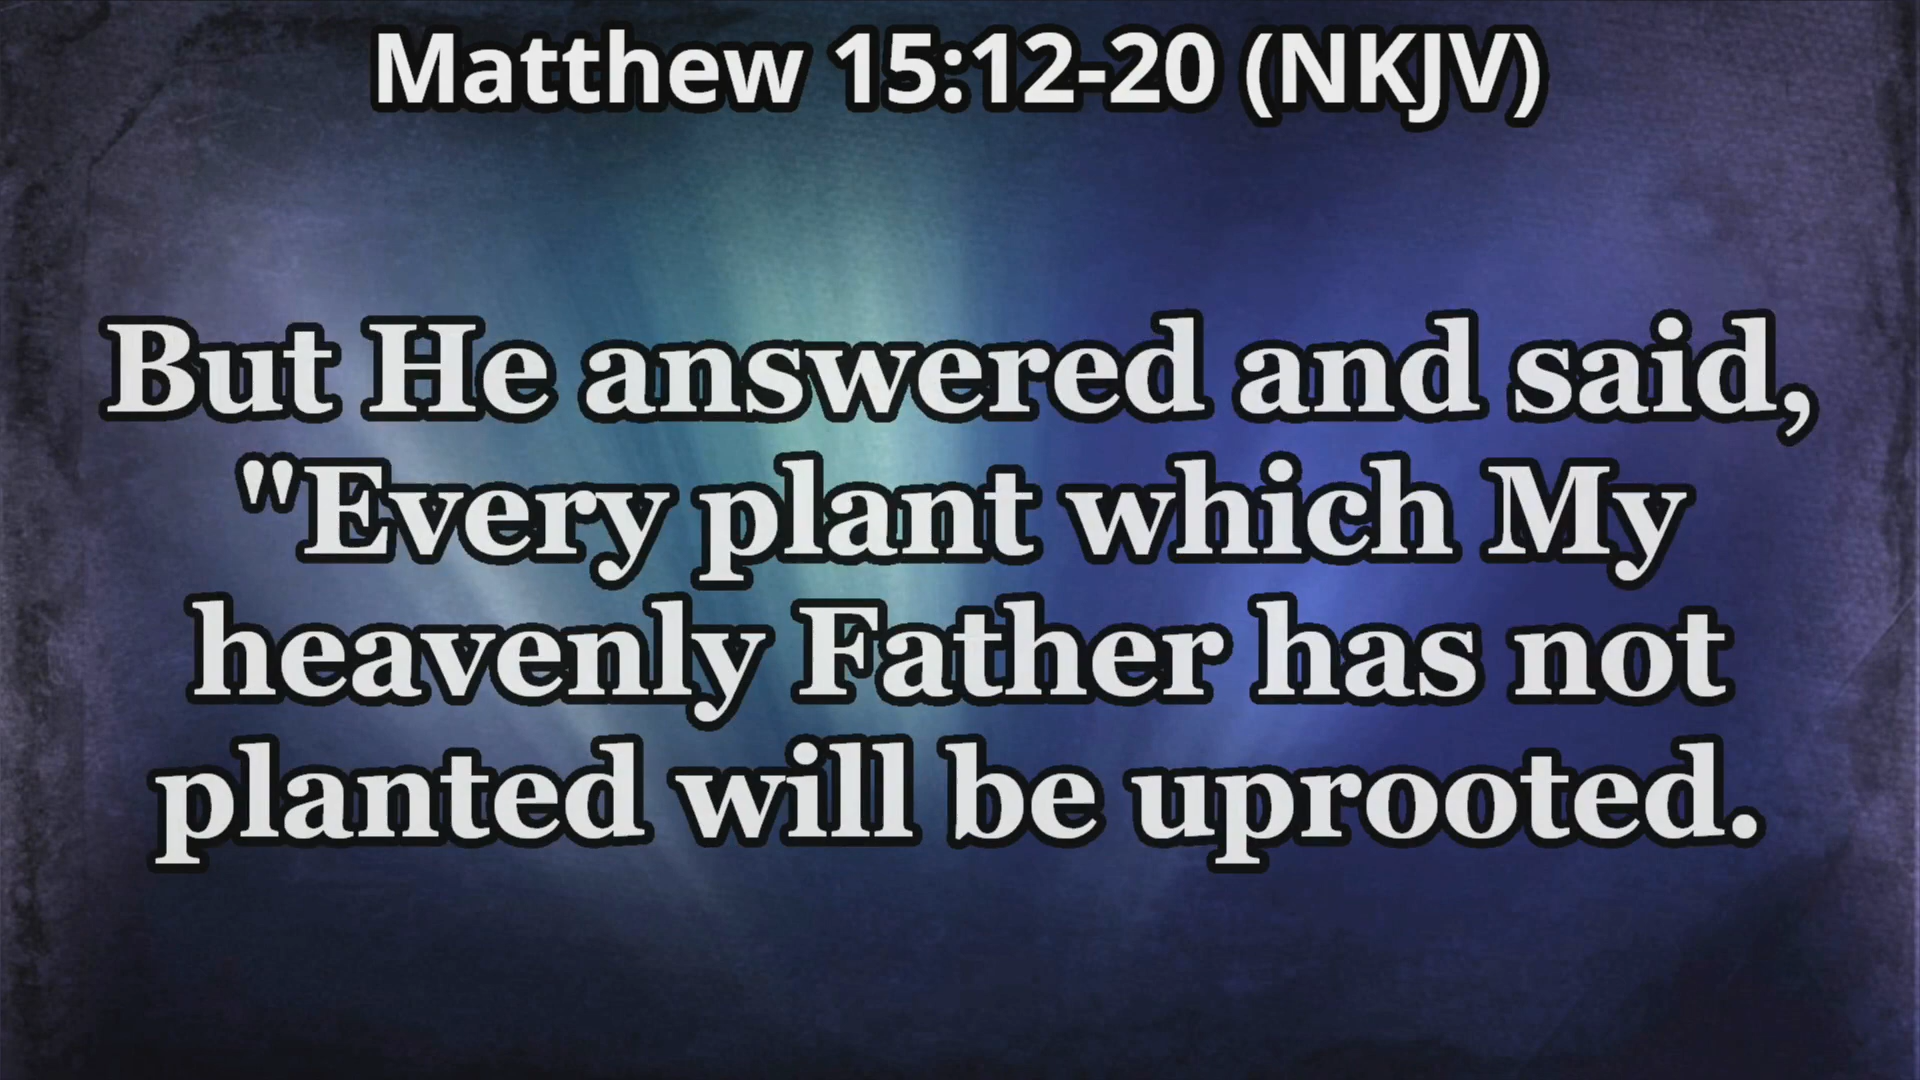 Matthew 15:12-20 (NKJV)
But He answered and said,
"Every plant which My
heavenly Father has not
planted will be uprooted.